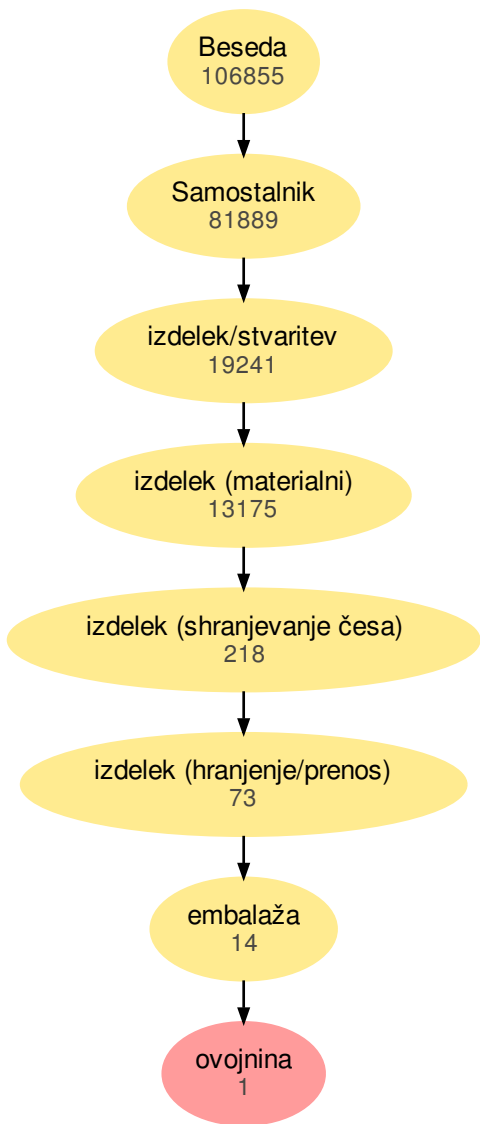 Beseda
106855
Samostalnik
81889
izdelek/stvaritev
19241
izdelek (materialni)
13175
izdelek (shranjevanje česa)
218
izdelek (hranjenje/prenos)
73
embalaža
14
ovojnina
1